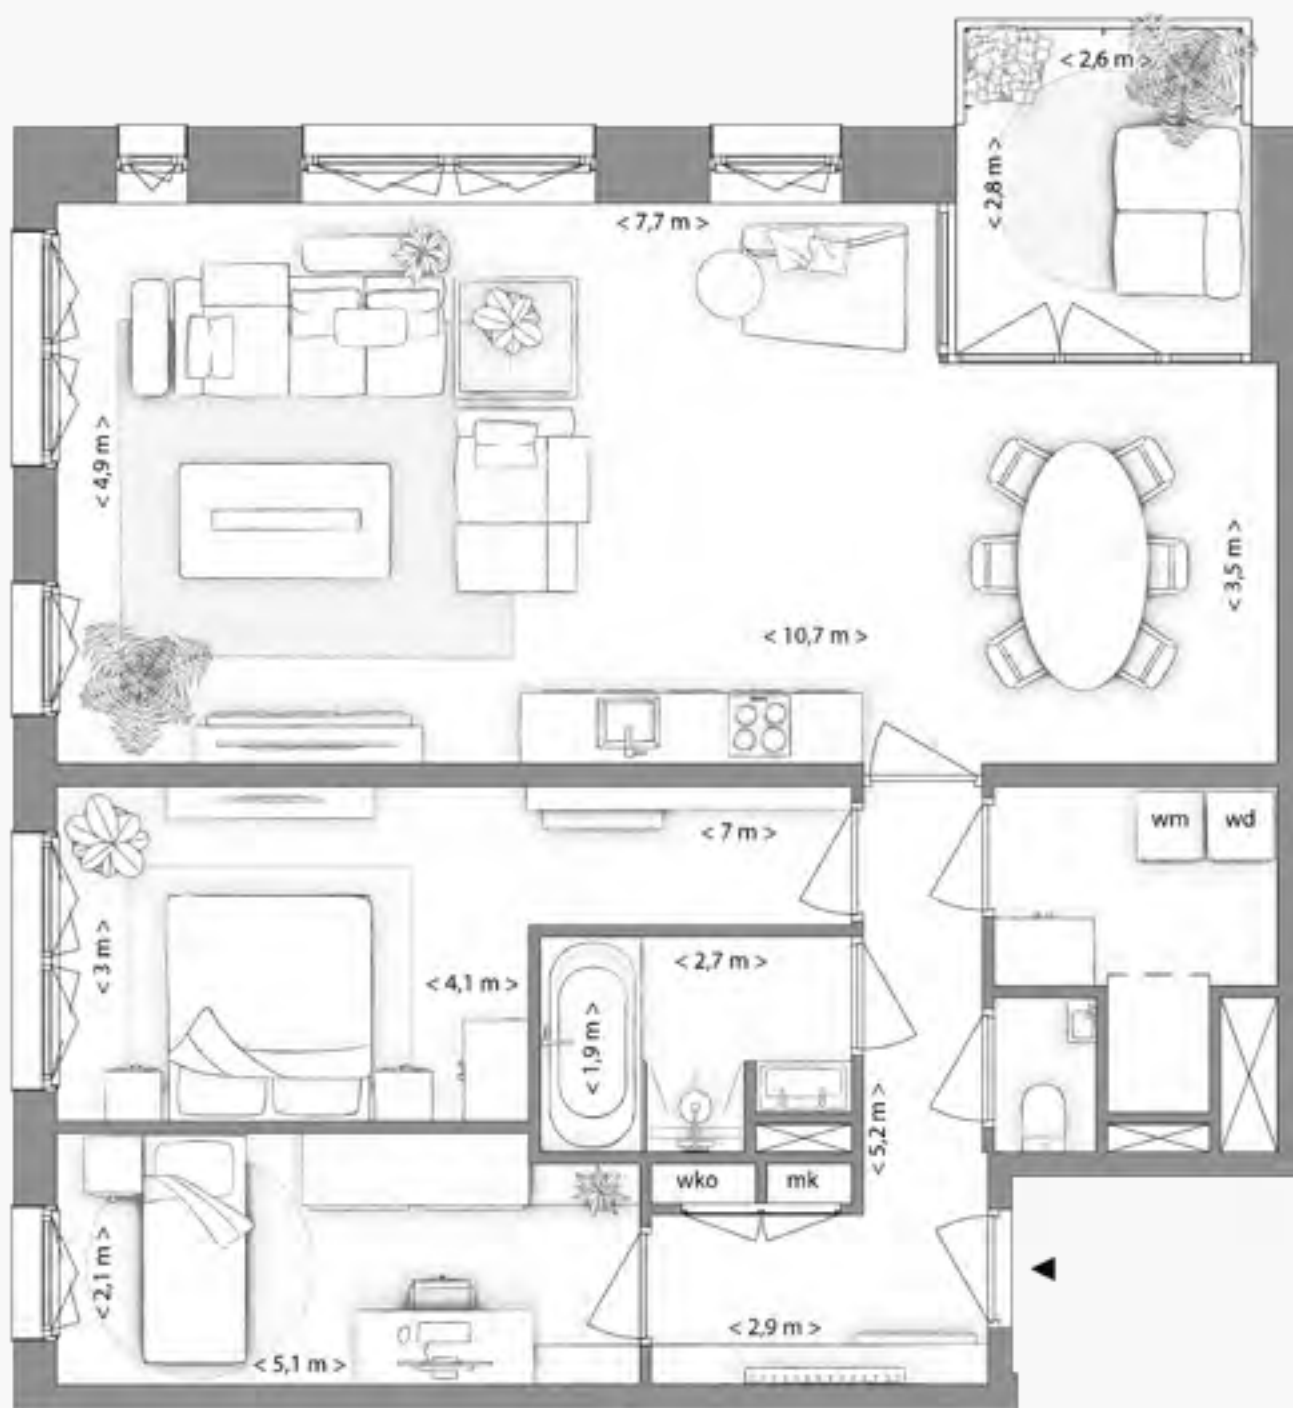 < 2,6 m >
< 2,8 m >
< 7,7 m >
< 4,9 m >
< 3,5 m >
< 10,7 m >
< 7 m >
wm
wd
< 3 m >
< 4,1 m >
< 2,7 m >
< 1,9 m >
< 5,2 m >
wko
mk
< 2,1 m >
< 2,9 m >
< 5,1 m >